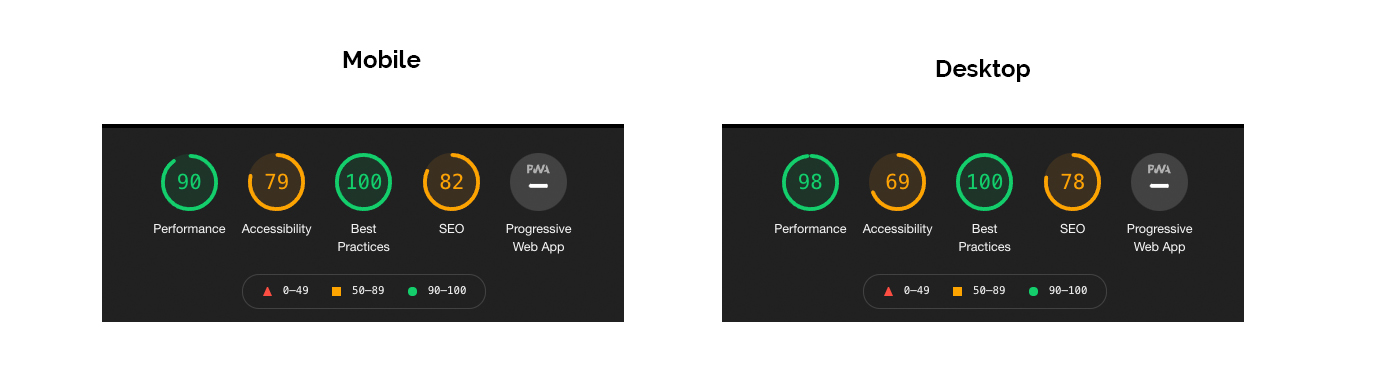 Mobile
90
79
100
82
PWA
Performance
Accessibility
Best
Practices
SEO
Progressive
Web App
0–49
50–89
90–100
Desktop
98
69
100
78
PWA
Performance
Accessibility
Best
Practices
SEO
Progressive
Web App
0–49
50–89
90–100